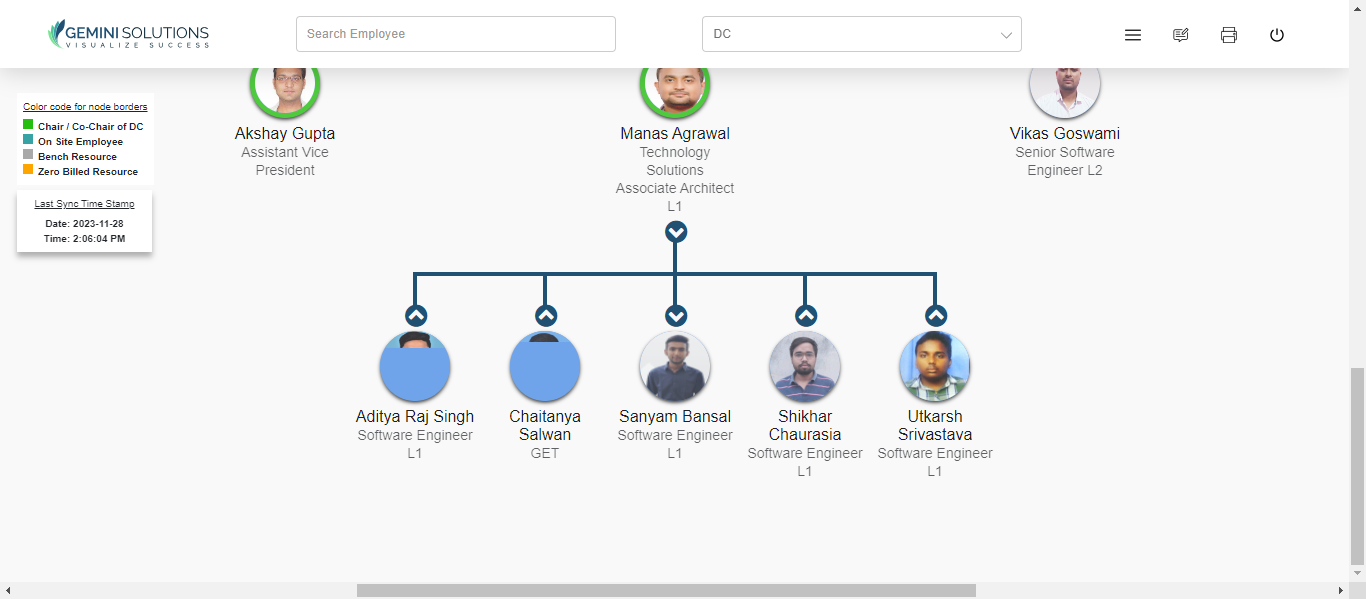 GEMINI SOLUTIONS
VISUALIZE SUCCESS
Search Employee
DC
Color code for node borders
Chair / Co-Chair of DC
On Site Employee
Bench Resource
Zero Billed Resource
Last Sync Time Stamp
Date: 2023-11-28
Time: 2:06:04 PM
Akshay Gupta
Assistant Vice
President
Manas Agrawal
Technology
Solutions
Associate Architect
L1
Vikas Goswami
Senior Software
Engineer L2
Aditya Raj Singh
Software Engineer
L1
Chaitanya
Salwan
GET
Sanyam Bansal
Software Engineer
L1
Shikhar
Chaurasia
Software Engineer
L1
Utkarsh
Srivastava
Software Engineer
L1